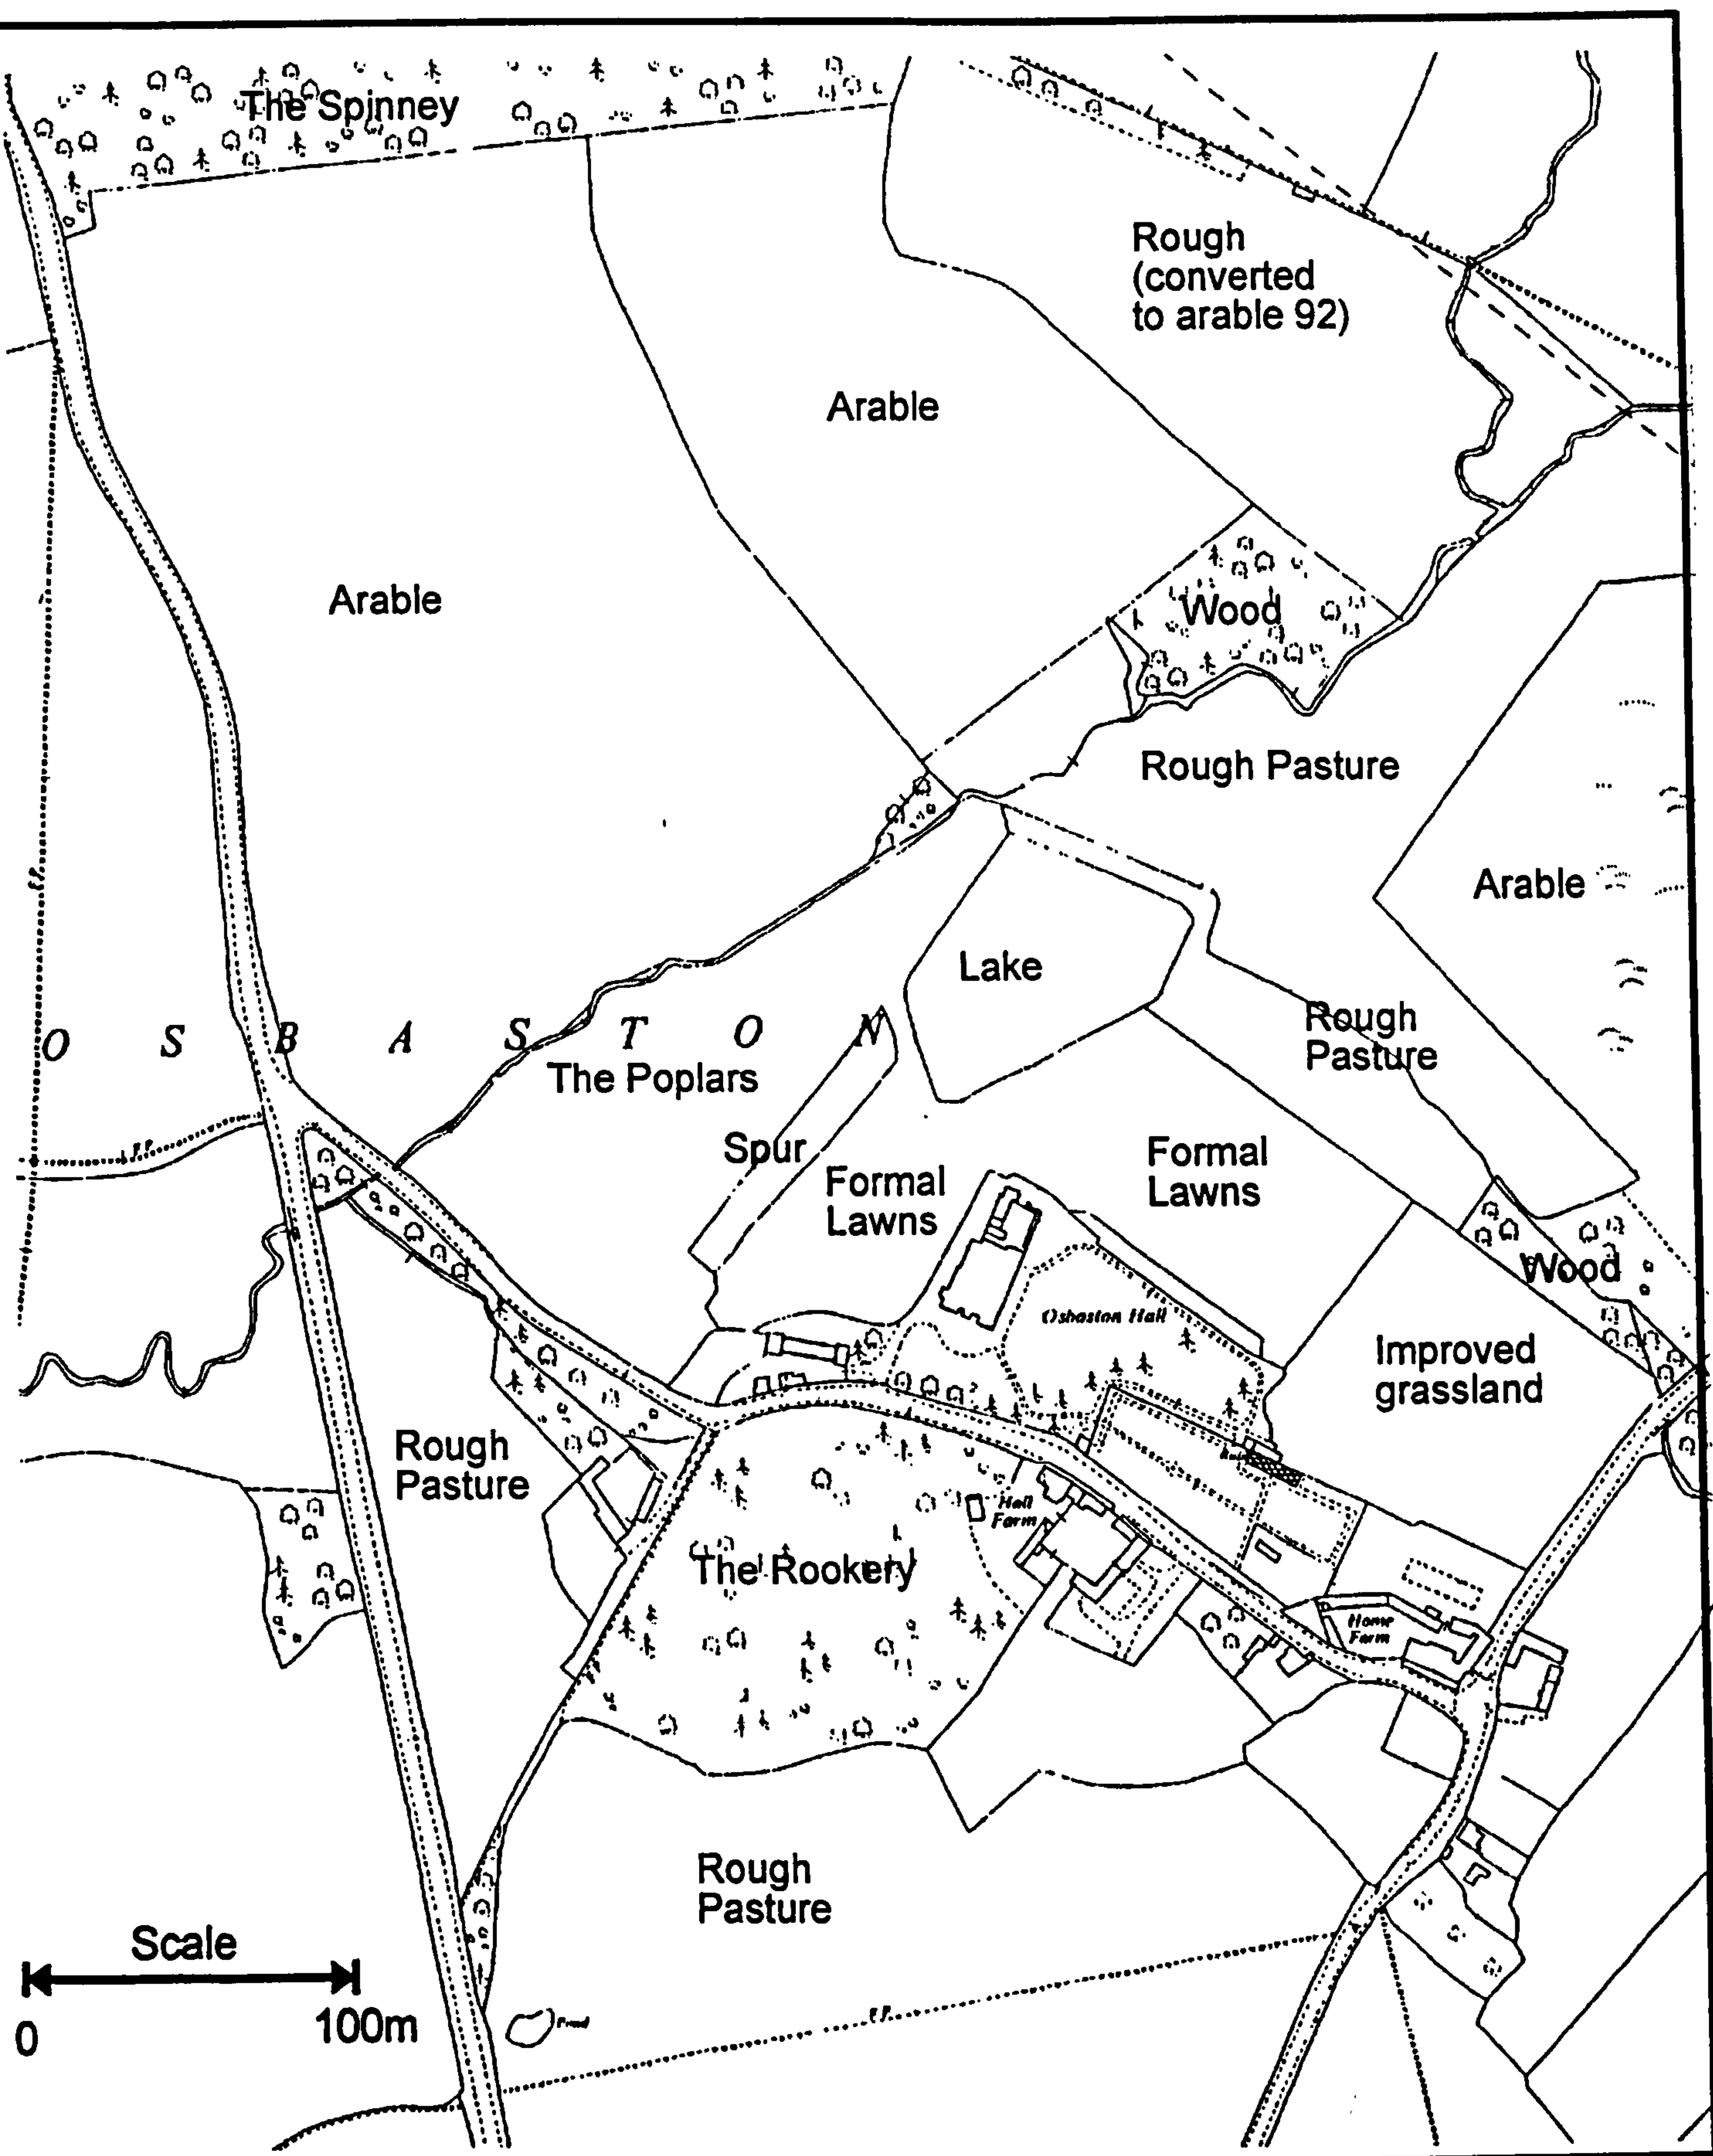 The Spinney
Rough
(converted
to arable 92)
Arable
Arable
Wood
Rough Pasture
Arable
Lake
O S B A S T O N
Rough
Pasture
The Poplars
F.P.
Spur
Formal
Lawns
Formal
Lawns
Wood
Osbaston Hall
Improved
grassland
Rough
Pasture
Hall
Farm
The Rookery
Home
Farm
Rough
Pasture
Scale
0
100m
Pond
F.P.